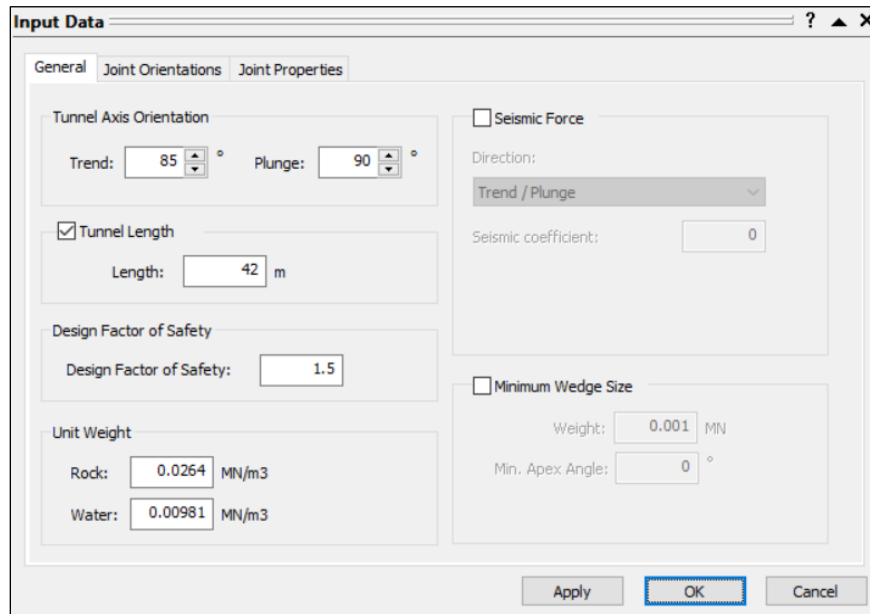 Input Data ?
General Joint Orientations Joint Properties
Tunnel Axis Orientation
Trend: 85 ° Plunge: 90 °
Tunnel Length
Length: 42 m
Design Factor of Safety
Design Factor of Safety: 1.5
Unit Weight
Rock: 0.0264 MN/m3
Water: 0.00981 MN/m3
Seismic Force
Direction:
Trend / Plunge
Seismic coefficient: 0
Minimum Wedge Size
Weight: 0.001 MN
Min. Apex Angle: 0 °
Apply OK Cancel